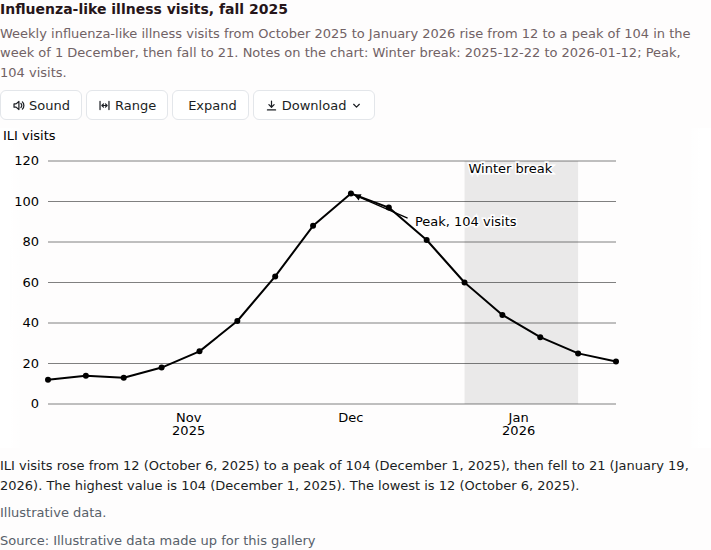 Influenza-like illness visits, fall 2025
Weekly influenza-like illness visits from October 2025 to January 2026 rise from 12 to a peak of 104 in the
week of 1 December, then fall to 21. Notes on the chart: Winter break: 2025-12-22 to 2026-01-12; Peak,
104 visits.
Sound Range Expand Download
ILI visits
120
Winter break
100
Peak, 104 visits
80
60
40
20
0
Nov Dec Jan
2025 2026
ILI visits rose from 12 (October 6, 2025) to a peak of 104 (December 1, 2025), then fell to 21 (January 19,
2026). The highest value is 104 (December 1, 2025). The lowest is 12 (October 6, 2025).
Illustrative data.
Source: Illustrative data made up for this gallery